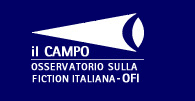 il CAMPO
OSSERVATORIO SULLA
FICTION ITALIANA-OFI